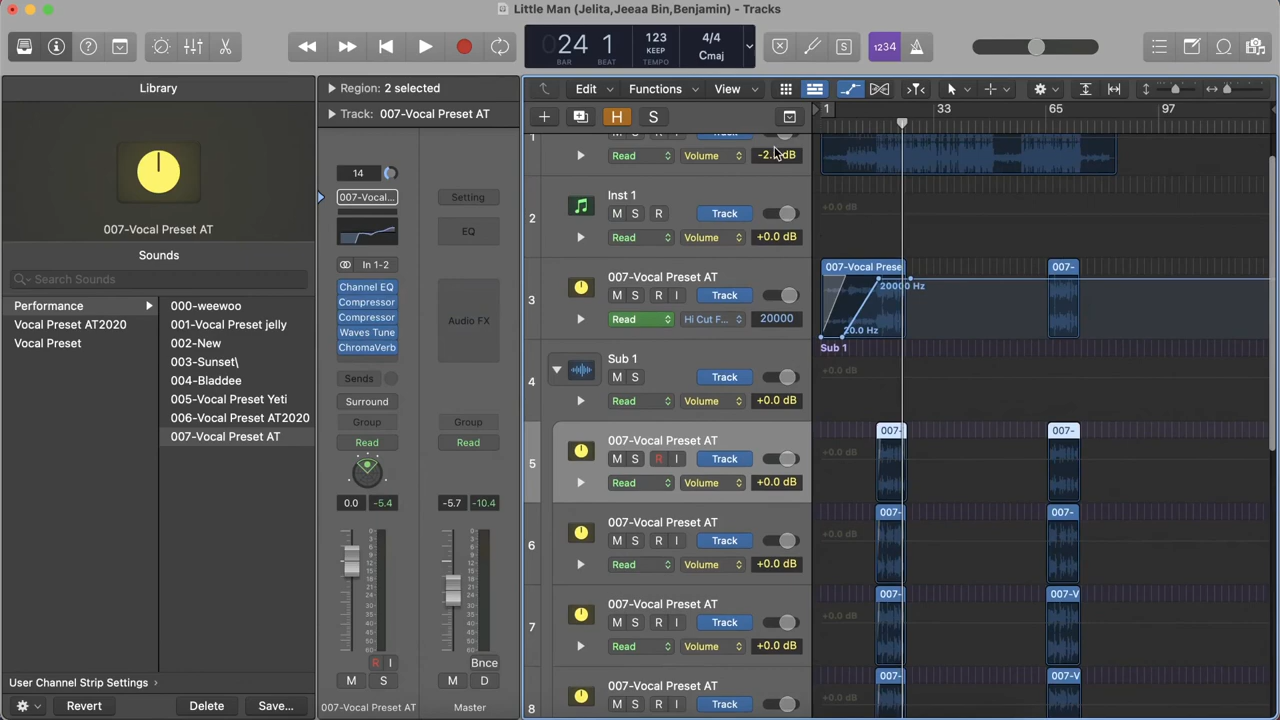 Little Man (Jelita,Jeeaa Bin,Benjamin) - Tracks
24 1
BAR BEAT
123
KEEP
TEMPO
4/4
Cmaj
1234
Library
007-Vocal Preset AT
Sounds
Search Sounds
Performance
Vocal Preset AT2020
Vocal Preset
000-weewoo
001-Vocal Preset jelly
002-New
003-Sunset\
004-Bladdee
005-Vocal Preset Yeti
006-Vocal Preset AT2020
007-Vocal Preset AT
User Channel Strip Settings
Revert
Delete
Save...
Region: 2 selected
Track: 007-Vocal Preset AT
14
007-Vocal...
Setting
EQ
In 1-2
Channel EQ
Compressor
Compressor
Waves Tune
ChromaVerb
Audio FX
Sends
Surround
Group
Group
Read
Read
0.0 -5.4
-5.7 -10.4
R I
Bnce
M S
M D
007-Vocal Preset AT
Master
Edit
Functions
View
H S
1 33 65 97
1
Read Volume
2
Inst 1
M S R Track
Read Volume +0.0 dB
+0.0 dB
3
007-Vocal Preset AT
M S R I Track
Read Hi Cut F... 20000
007-Vocal Prese
007-
20000 Hz
20.0 Hz
4
Sub 1
M S Track
Read Volume +0.0 dB
Sub 1
+0.0 dB
5
007-Vocal Preset AT
M S R I Track
Read Volume +0.0 dB
007-
007-
+0.0 dB
6
007-Vocal Preset AT
M S R I Track
Read Volume +0.0 dB
007-
007-
+0.0 dB
7
007-Vocal Preset AT
M S R I Track
Read Volume +0.0 dB
007-
007-V
+0.0 dB
8
007-Vocal Preset AT
M S R I Track
007-
007-V
+0.0 dB